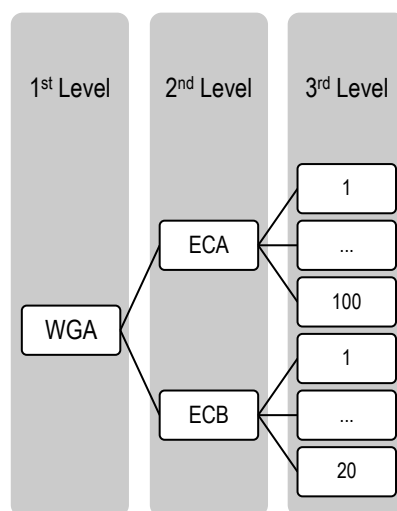 1st Level
2nd Level
3rd Level
1
ECA
...
100
WGA
1
ECB
...
20